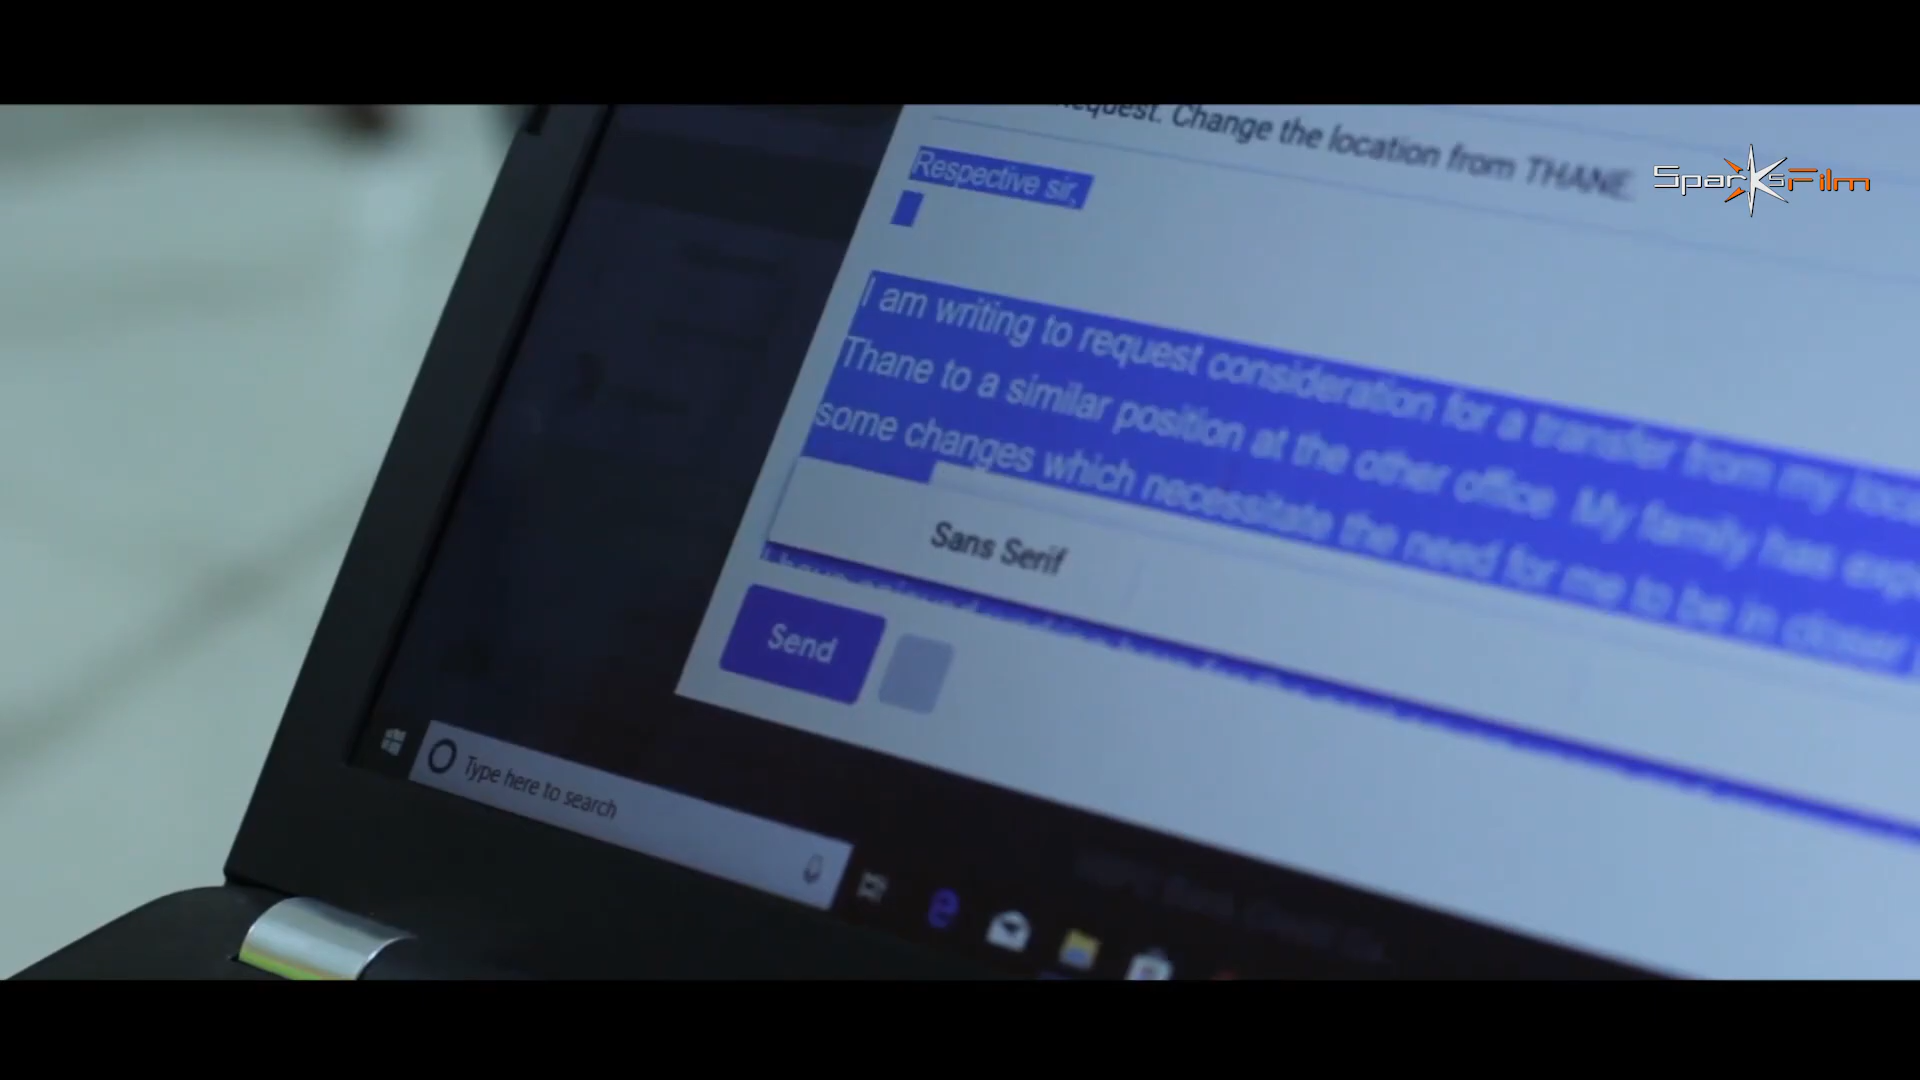 Request. Change the location from THANE.
SparksFilm
Respective sir,
I am writing to request consideration for a transfer from my
Thane to a similar position at the other office. My family has
some changes which necessitate the need for me to be in closer
Sans Serif
Send
Type here to search